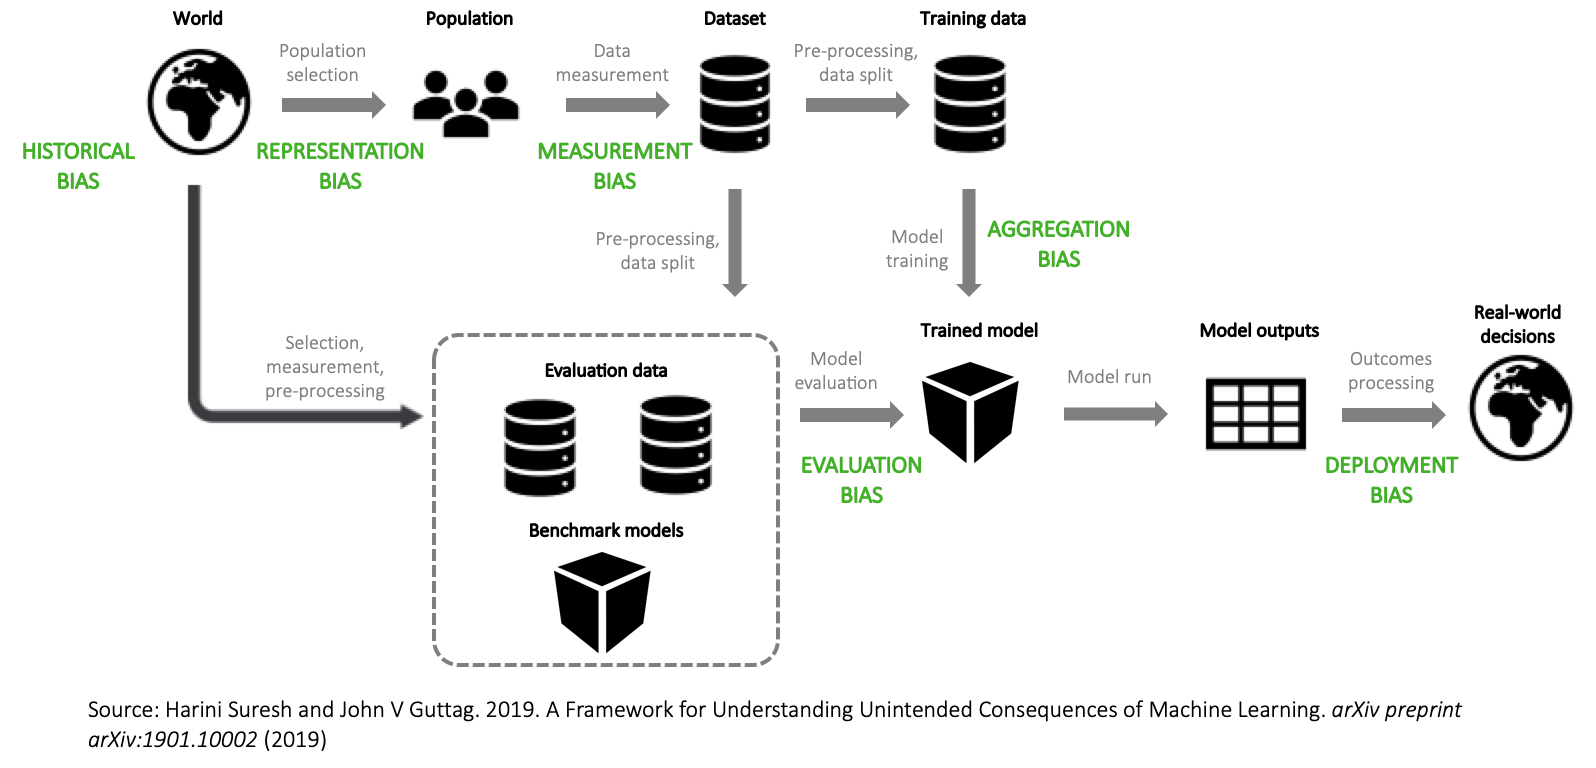 World
Population
Dataset
Training data
Population
selection
Data
measurement
Pre-processing,
data split
HISTORICAL
BIAS
REPRESENTATION
BIAS
MEASUREMENT
BIAS
Pre-processing,
data split
Model
training
AGGREGATION
BIAS
Selection,
measurement,
pre-processing
Evaluation data
Benchmark models
Model
evaluation
EVALUATION
BIAS
Trained model
Model run
Model outputs
Outcomes
processing
DEPLOYMENT
BIAS
Real-world
decisions
Source: Harini Suresh and John V Guttag. 2019. A Framework for Understanding Unintended Consequences of Machine Learning. arXiv preprint
arXiv:1901.10002 (2019)